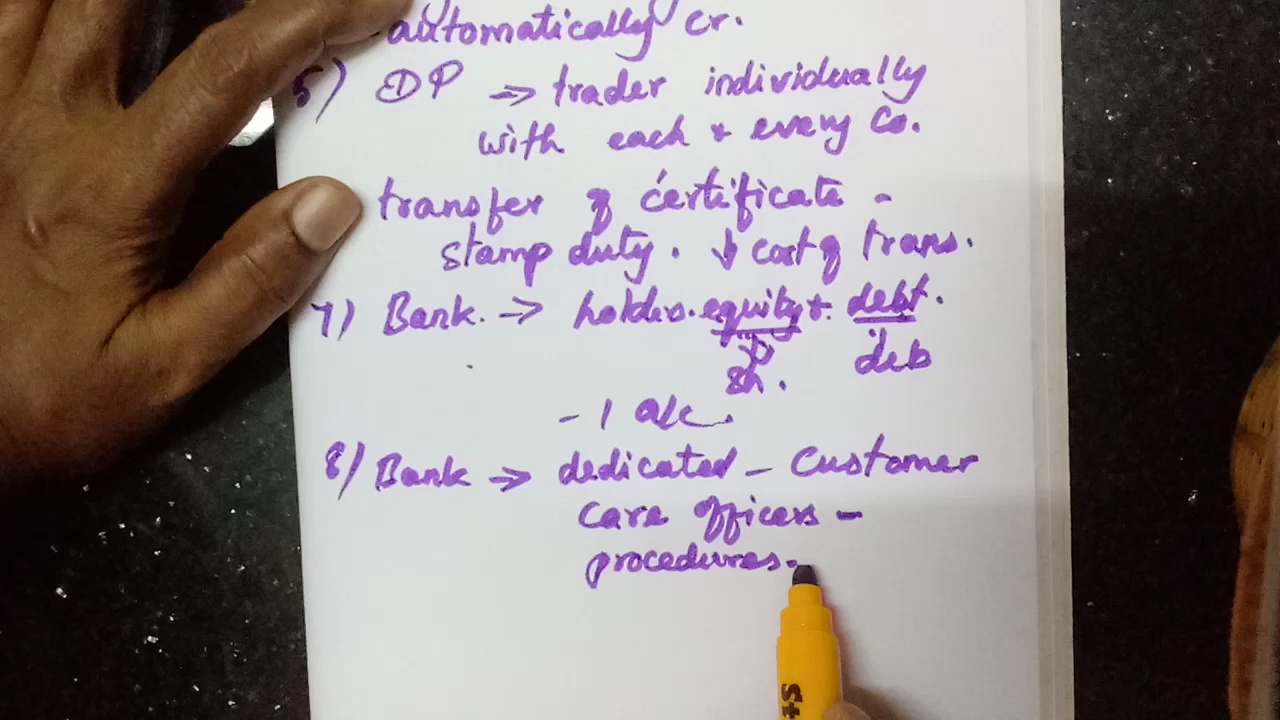 automatically cr.
5) DP → trader individually
with each & every Co.
transfer of certificate -
stamp duty. ↓ cost of trans.
7) Bank. → holdes. equity & debt.
↓ deb
sh.
- 1 a/c.
8) Bank → dedicated - Customer
Care officers -
procedures.